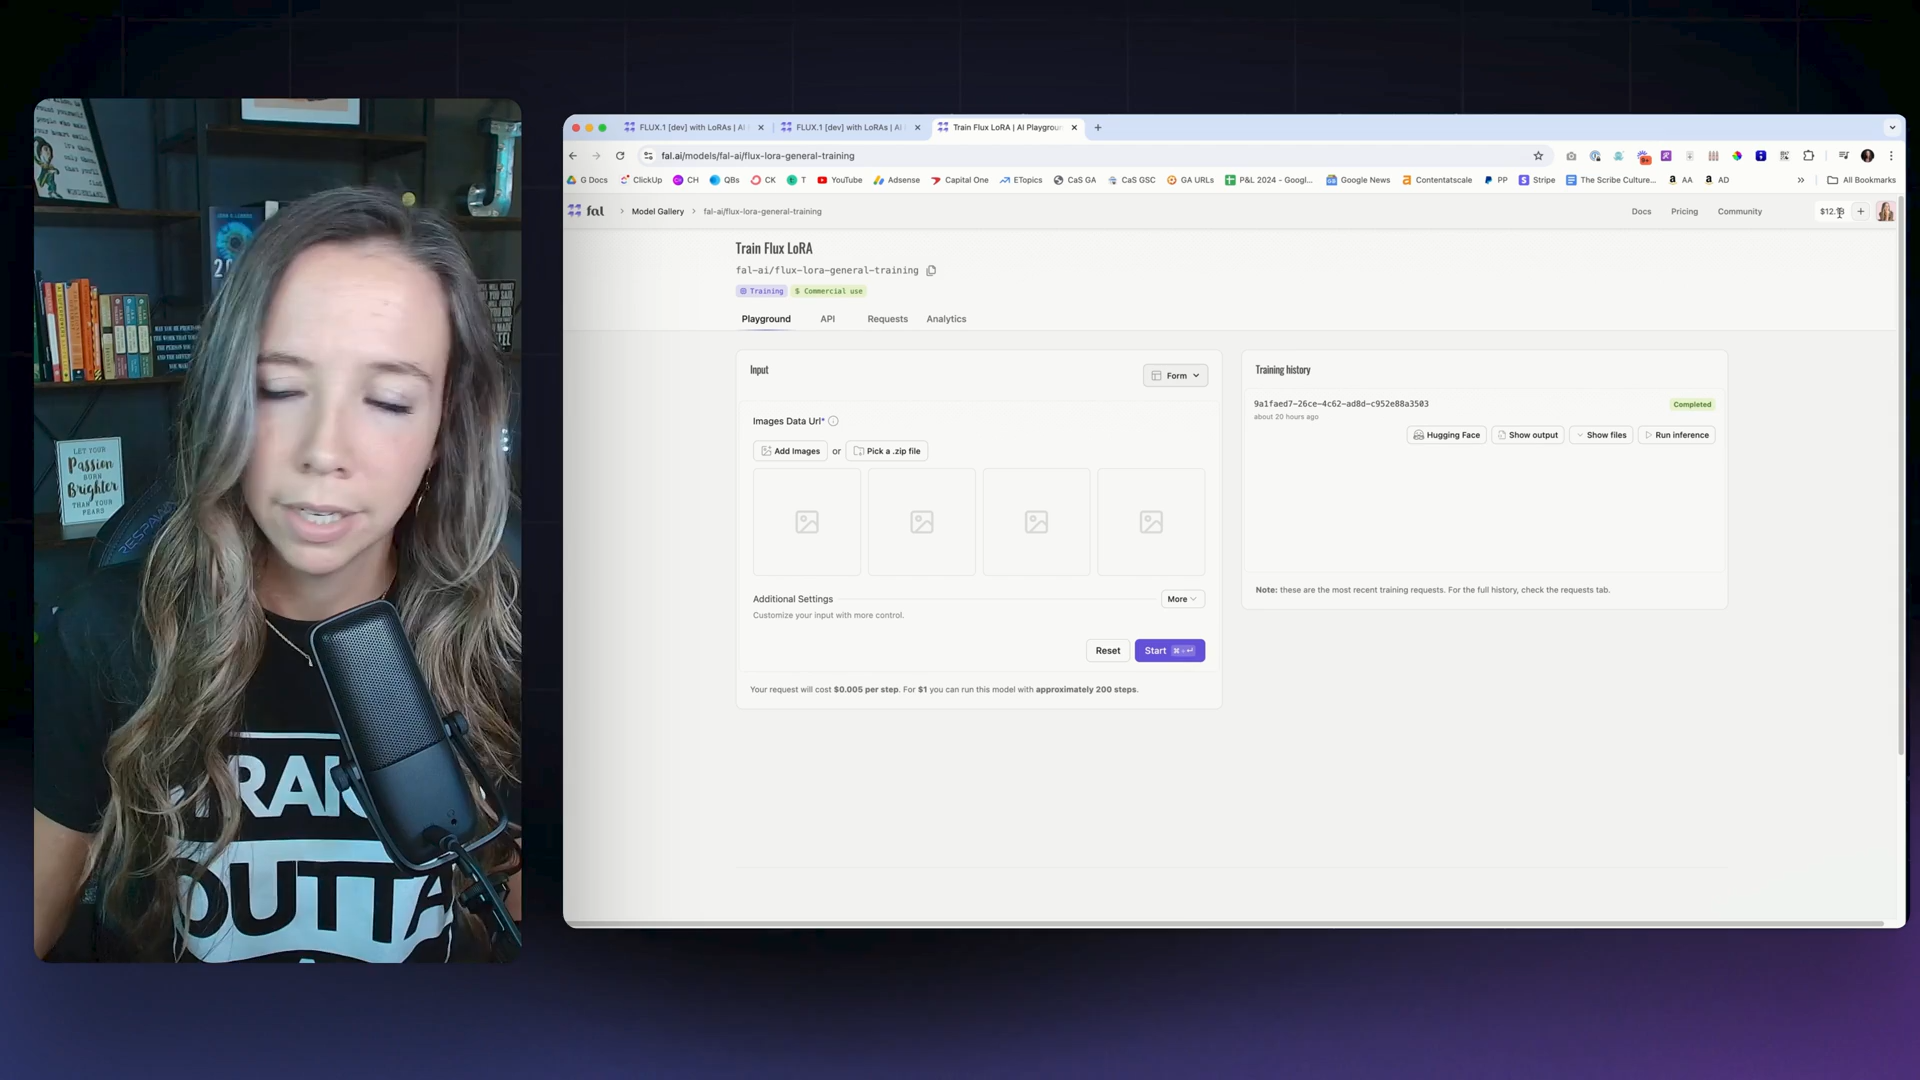 FLUX.1 [dev] with LoRAs | AI
FLUX.1 [dev] with LoRAs | AI
Train Flux LoRA | AI Playgroun
fal.ai/models/fal-ai/flux-lora-general-training
G Docs
ClickUp
CH
QBs
CK
T
YouTube
Adsense
Capital One
ETopics
CaS GA
CaS GSC
GA URLs
P&L 2024 - Googl...
Google News
Contentatscale
PP
Stripe
The Scribe Culture...
AA
AD
»
All Bookmarks
fal
Model Gallery
fal-ai/flux-lora-general-training
Docs
Pricing
Community
Train Flux LoRA
fal-ai/flux-lora-general-training
Training
$ Commercial use
Playground
API
Requests
Analytics
Input
Form
Images Data Url*
Add Images
or
Pick a .zip file
Additional Settings
More
Customize your input with more control.
Reset
Start
Your request will cost $0.005 per step. For $1 you can run this model with approximately 200 steps.
Training history
9a1faed7-26ce-4c62-ad8d-c952e88a3503
Completed
about 20 hours ago
Hugging Face
Show output
Show files
Run inference
Note: these are the most recent training requests. For the full history, check the requests tab.
LET YOUR
Passion
BURN
Brighter
THAN YOUR
FEARS
RESPAWN
OUTTA